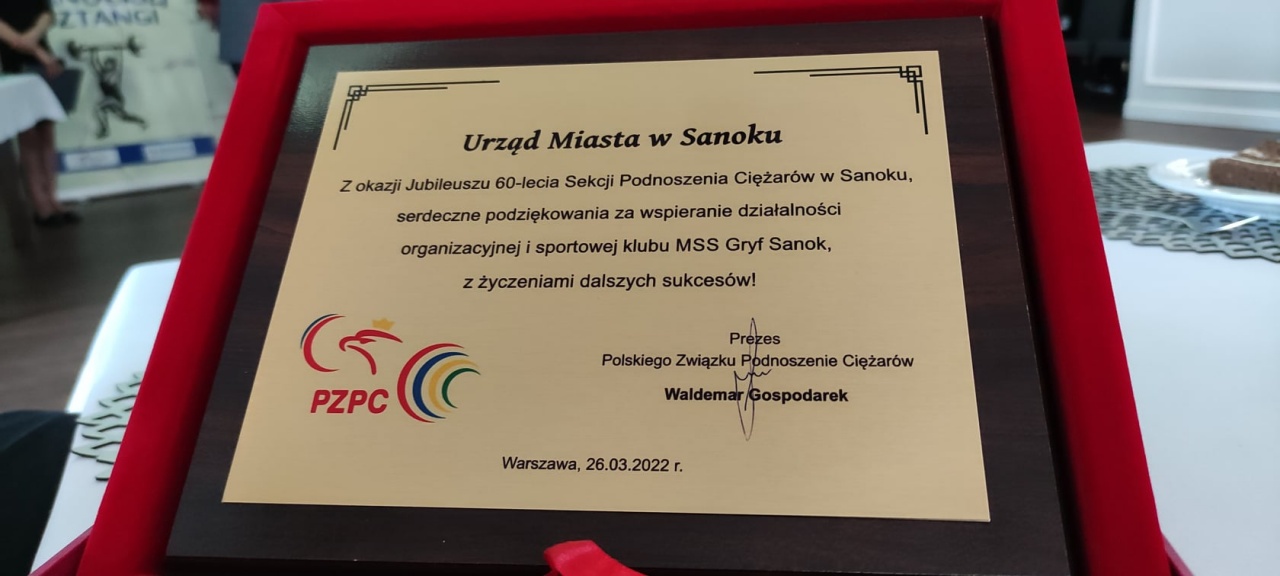 SZTANGI
Urząd Miasta w Sanoku
Z okazji Jubileuszu 60-lecia Sekcji Podnoszenia Ciężarów w Sanoku,
serdeczne podziękowania za wspieranie działalności
organizacyjnej i sportowej klubu MSS Gryf Sanok,
z życzeniami dalszych sukcesów!
Prezes
Polskiego Związku Podnoszenie Ciężarów
Waldemar Gospodarek
PZPC
Warszawa, 26.03.2022 r.